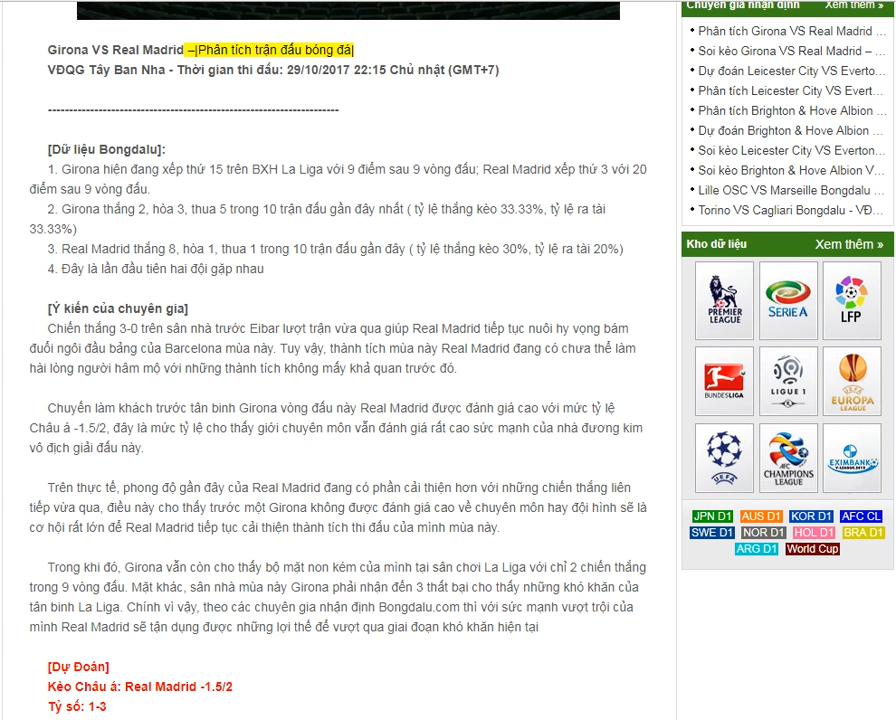 Girona VS Real Madrid –|Phân tích trận đấu bóng đá|
VĐQG Tây Ban Nha - Thời gian thi đấu: 29/10/2017 22:15 Chủ nhật (GMT+7)
--------------------------------------------------------------------
[Dữ liệu Bongdalu]:
1. Girona hiện đang xếp thứ 15 trên BXH La Liga với 9 điểm sau 9 vòng đấu; Real Madrid xếp thứ 3 với 20
điểm sau 9 vòng đấu.
2. Girona thắng 2, hòa 3, thua 5 trong 10 trận đấu gần đây nhất ( tỷ lệ thắng kèo 33.33%, tỷ lệ ra tài
33.33%)
3. Real Madrid thắng 8, hòa 1, thua 1 trong 10 trận đấu gần đây ( tỷ lệ thắng kèo 30%, tỷ lệ ra tài 20%)
4. Đây là lần đầu tiên hai đội gặp nhau
[Ý kiến của chuyên gia]
Chiến thắng 3-0 trên sân nhà trước Eibar lượt trận vừa qua giúp Real Madrid tiếp tục nuôi hy vọng bám
đuổi ngôi đầu bảng của Barcelona mùa này. Tuy vậy, thành tích mùa này Real Madrid đang có chưa thể làm
hài lòng người hâm mộ với những thành tích không mấy khả quan trước đó.
Chuyến làm khách trước tân binh Girona vòng đấu này Real Madrid được đánh giá cao với mức tỷ lệ
Châu á -1.5/2, đây là mức tỷ lệ cho thấy giới chuyên môn vẫn đánh giá rất cao sức mạnh của nhà đương kim
vô địch giải đấu này.
Trên thực tế, phong độ gần đây của Real Madrid đang có phần cải thiện hơn với những chiến thắng liên
tiếp vừa qua, điều này cho thấy trước một Girona không được đánh giá cao về chuyên môn hay đội hình sẽ là
cơ hội rất lớn để Real Madrid tiếp tục cải thiện thành tích thi đấu của mình mùa này.
Trong khi đó, Girona vẫn còn cho thấy bộ mặt non kém của mình tại sân chơi La Liga với chỉ 2 chiến thắng
trong 9 vòng đấu. Mặt khác, sân nhà mùa này Girona phải nhận đến 3 thất bại cho thấy những khó khăn của
tân binh La Liga. Chính vì vậy, theo các chuyên gia nhận định Bongdalu.com thì với sức mạnh vượt trội của
mình Real Madrid sẽ tận dụng được những lợi thế để vượt qua giai đoạn khó khăn hiện tại
[Dự Đoán]
Kèo Châu á: Real Madrid -1.5/2
Tỷ số: 1-3
Chuyên gia nhận định Xem thêm »
Phân tích Girona VS Real Madrid ...
Soi kèo Girona VS Real Madrid – ...
Dự đoán Leicester City VS Everto...
Phân tích Leicester City VS Evert...
Phân tích Brighton & Hove Albion ...
Dự đoán Brighton & Hove Albion ...
Soi kèo Leicester City VS Everton...
Soi kèo Brighton & Hove Albion V...
Lille OSC VS Marseille Bongdalu ...
Torino VS Cagliari Bongdalu - VĐ...
Kho dữ liệu Xem thêm »
PREMIER LEAGUE
SERIE A
LFP
BUNDESLIGA
LIGUE 1
EUROPA LEAGUE
UEFA
AFC CHAMPIONS LEAGUE
EXIMBANK
JPN D1 AUS D1 KOR D1 AFC CL
SWE D1 NOR D1 HOL D1 BRA D1
ARG D1 World Cup